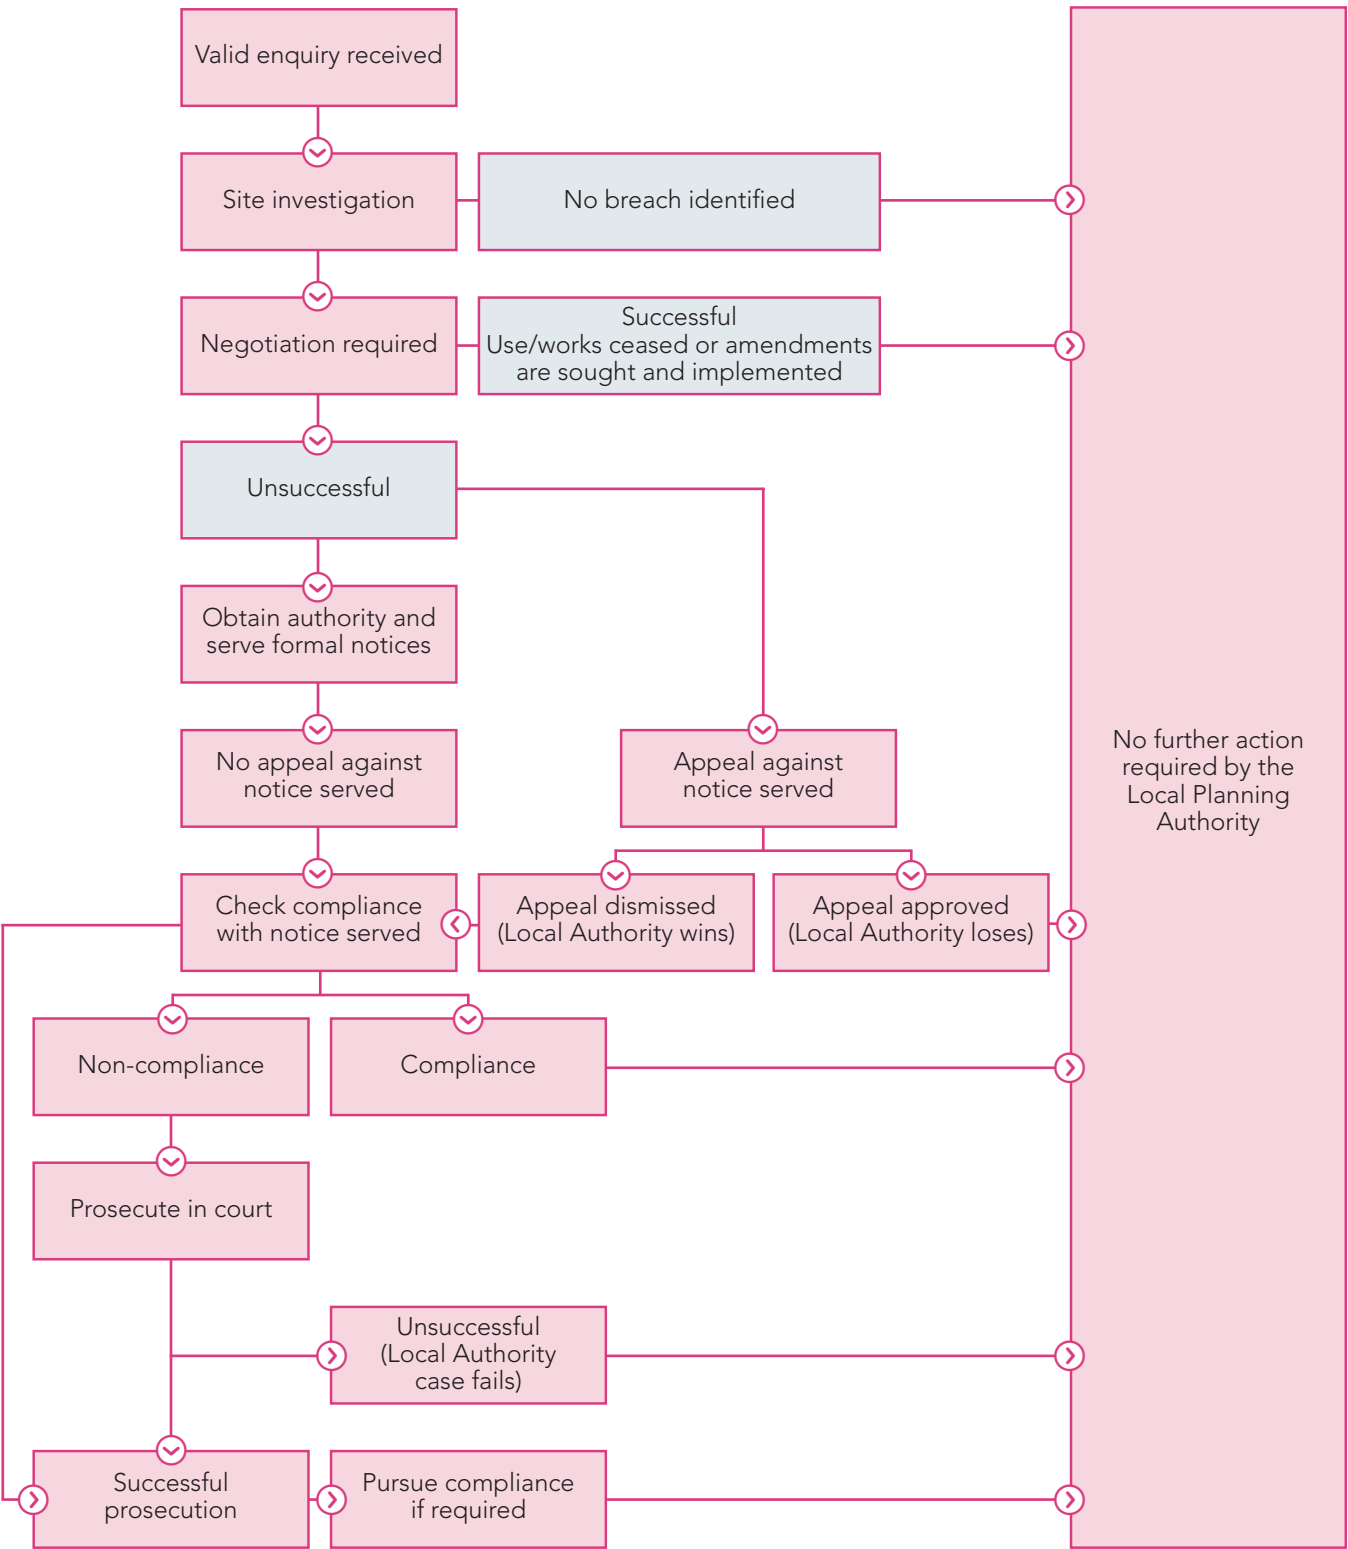 Valid enquiry received
Site investigation
No breach identified
Negotiation required
Successful
Use/works ceased or amendments
are sought and implemented
Unsuccessful
Obtain authority and
serve formal notices
No appeal against
notice served
Appeal against
notice served
No further action
required by the
Local Planning
Authority
Check compliance
with notice served
Appeal dismissed
(Local Authority wins)
Appeal approved
(Local Authority loses)
Non-compliance
Compliance
Prosecute in court
Unsuccessful
(Local Authority
case fails)
Successful
prosecution
Pursue compliance
if required